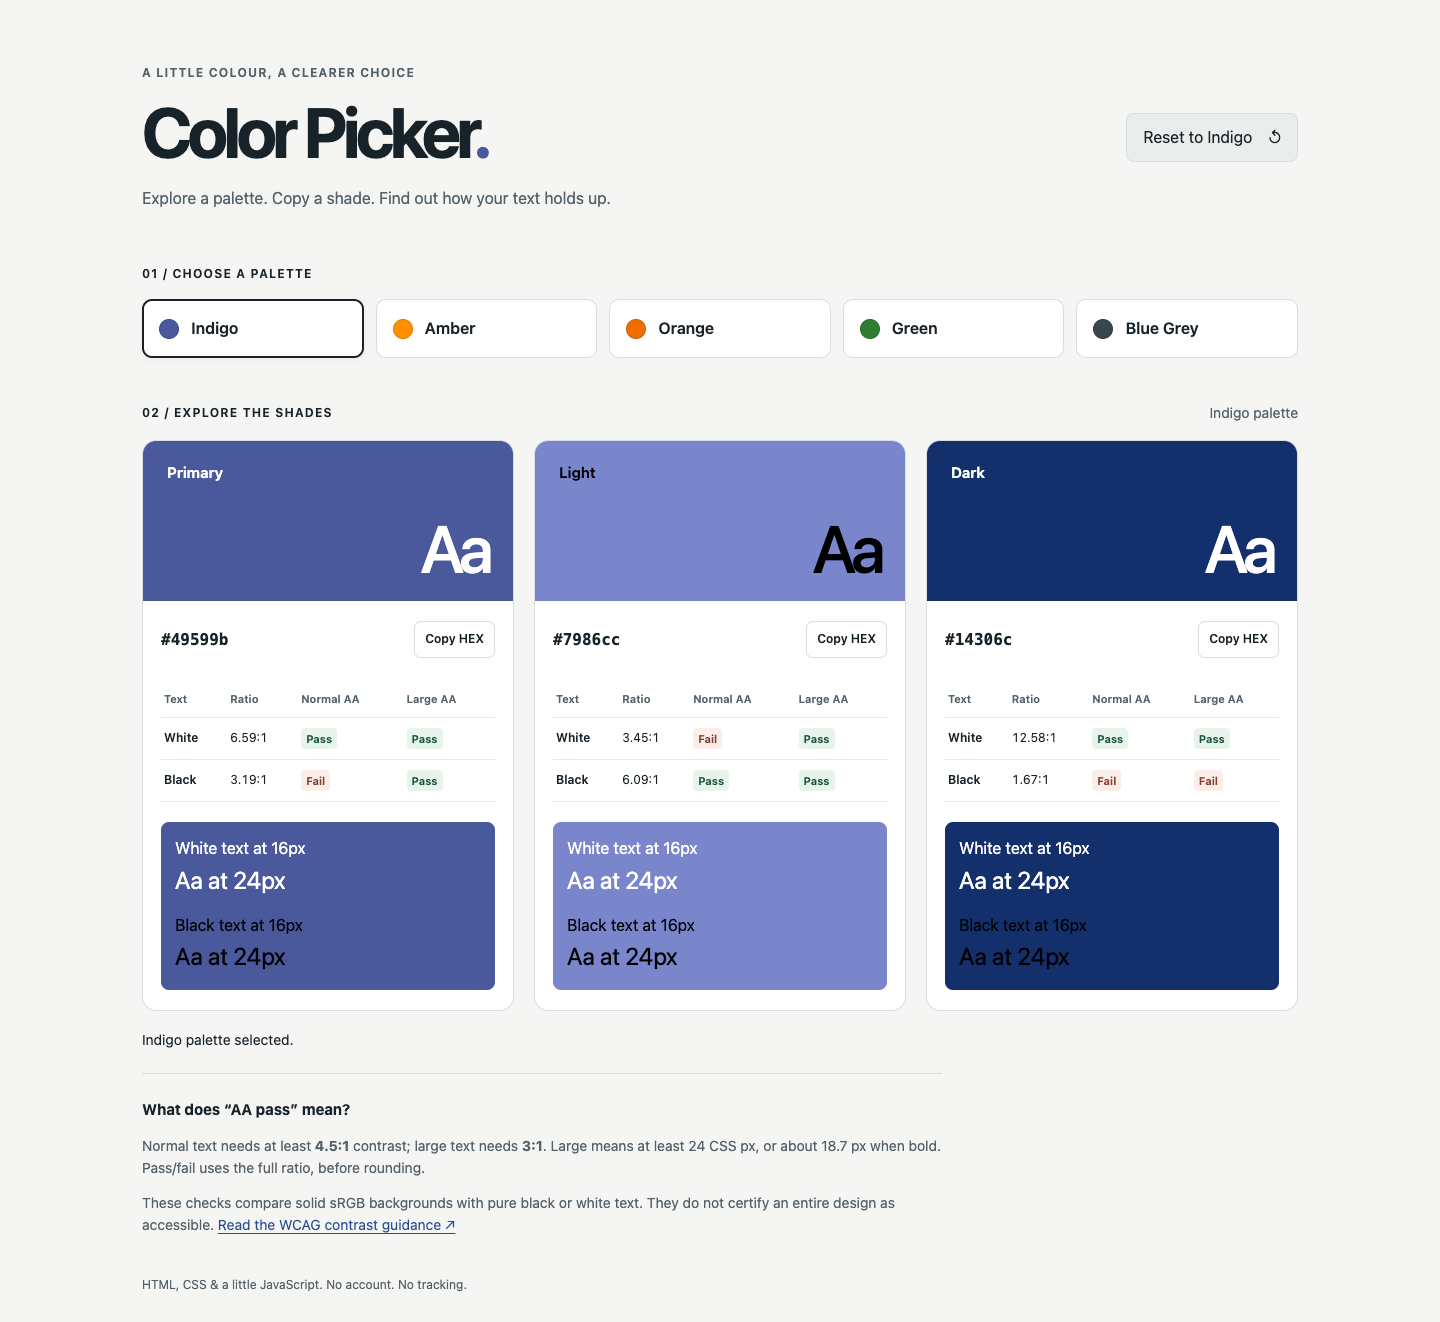 A LITTLE COLOUR, A CLEARER CHOICE
Color Picker.
Reset to Indigo
Explore a palette. Copy a shade. Find out how your text holds up.
01 / CHOOSE A PALETTE
Indigo
Amber
Orange
Green
Blue Grey
02 / EXPLORE THE SHADES
Indigo palette
Primary
Aa
#49599b
Copy HEX
Text Ratio Normal AA Large AA
White 6.59:1 Pass Pass
Black 3.19:1 Fail Pass
White text at 16px
Aa at 24px
Black text at 16px
Aa at 24px
Light
Aa
#7986cc
Copy HEX
Text Ratio Normal AA Large AA
White 3.45:1 Fail Pass
Black 6.09:1 Pass Pass
White text at 16px
Aa at 24px
Black text at 16px
Aa at 24px
Dark
Aa
#14306c
Copy HEX
Text Ratio Normal AA Large AA
White 12.58:1 Pass Pass
Black 1.67:1 Fail Fail
White text at 16px
Aa at 24px
Black text at 16px
Aa at 24px
Indigo palette selected.
What does “AA pass” mean?
Normal text needs at least 4.5:1 contrast; large text needs 3:1. Large means at least 24 CSS px, or about 18.7 px when bold.
Pass/fail uses the full ratio, before rounding.
These checks compare solid sRGB backgrounds with pure black or white text. They do not certify an entire design as
accessible. Read the WCAG contrast guidance ↗
HTML, CSS & a little JavaScript. No account. No tracking.